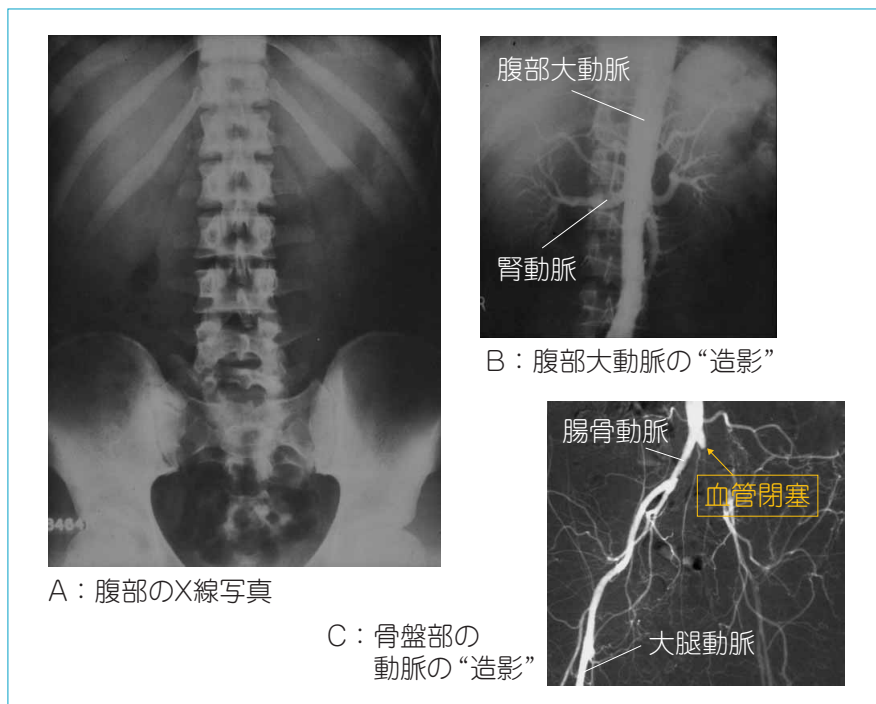 腹部大動脈
腎動脈
R
B：腹部大動脈の“造影”
腸骨動脈
血管閉塞
A：腹部のX線写真
C：骨盤部の
動脈の“造影”
大腿動脈